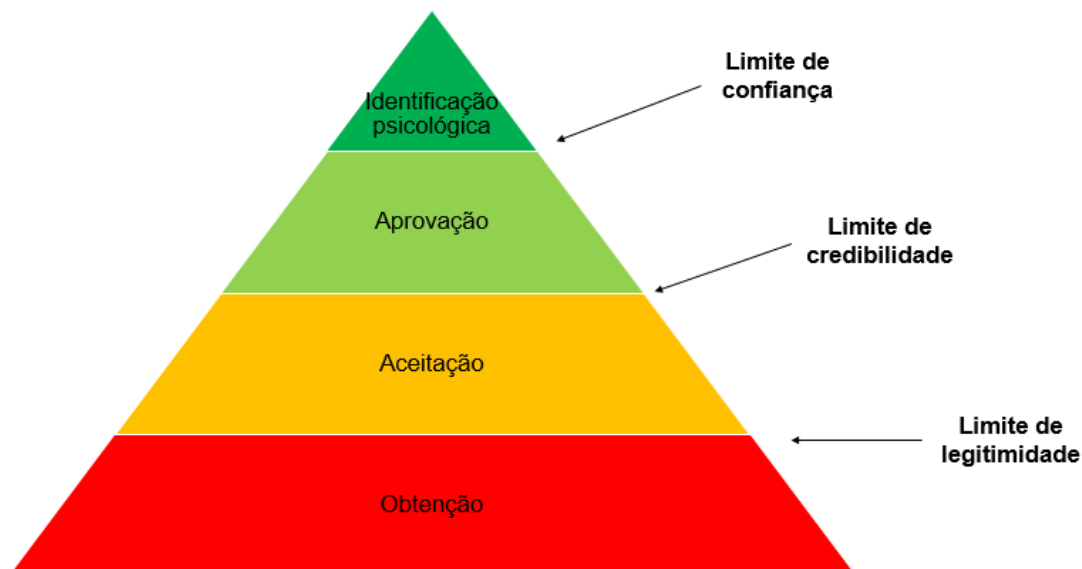 Limite de
confiança
Identificação
psicológica
Aprovação
Limite de
credibilidade
Aceitação
Limite de
legitimidade
Obtenção